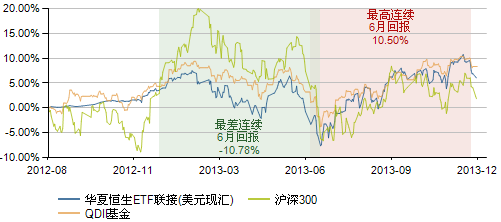 20.00%
15.00%
10.00%
5.00%
0.00%
-5.00%
-10.00%
最高连续
6月回报
10.50%
最差连续
6月回报
-10.78%
2012-08
2012-11
2013-03
2013-06
2013-09
2013-12
华夏恒生ETF联接(美元现汇)
沪深300
QDI基金